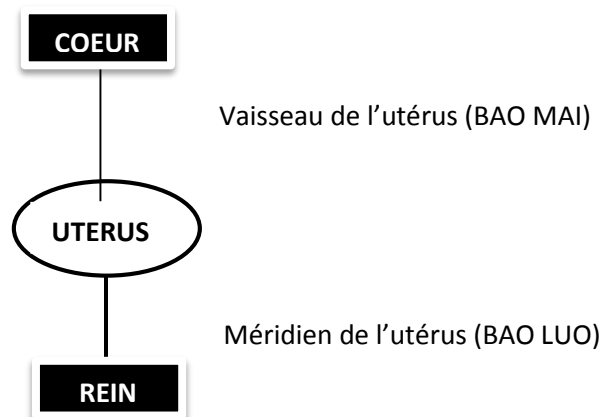 COEUR
Vaisseau de l’utérus (BAO MAI)
UTERUS
Méridien de l’utérus (BAO LUO)
REIN